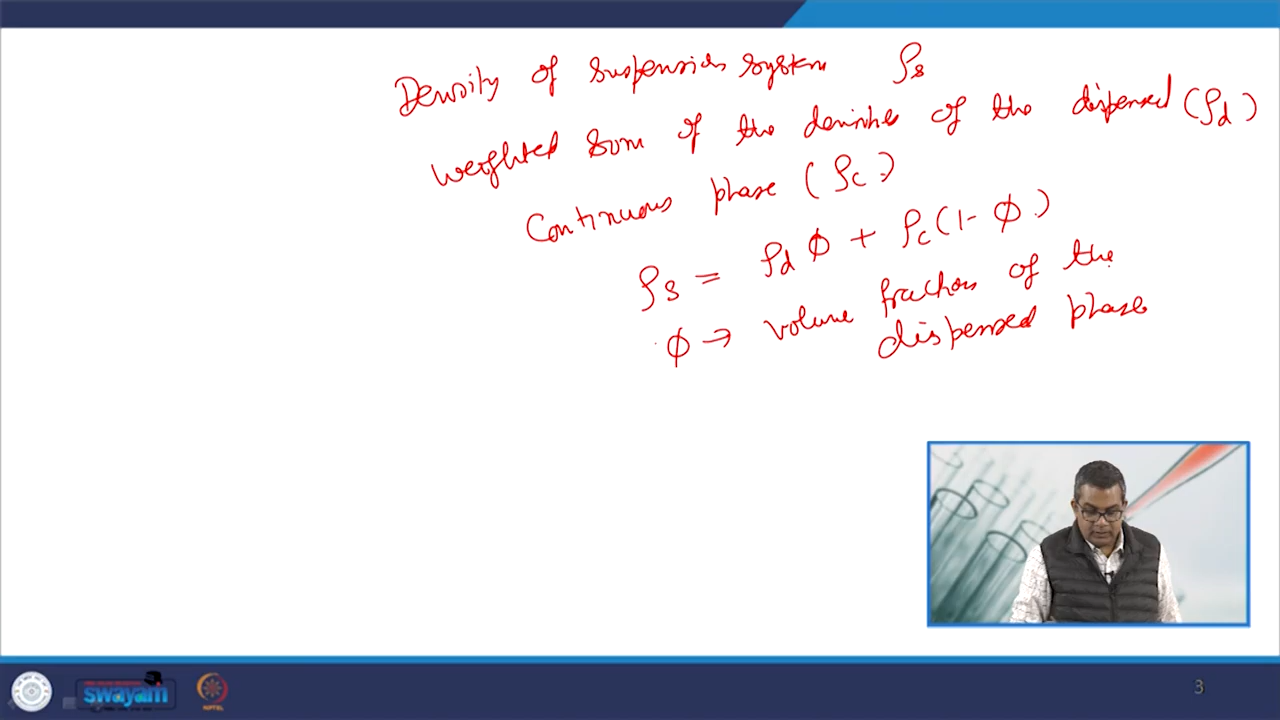 Density of suspension system ρs
Weighted sum of the densities of the dispersed (ρd)
Continuous phase (ρc)
ρs = ρd ϕ + ρc (1 - ϕ)
ϕ → volume fraction of the
dispersed phase
swayam
3